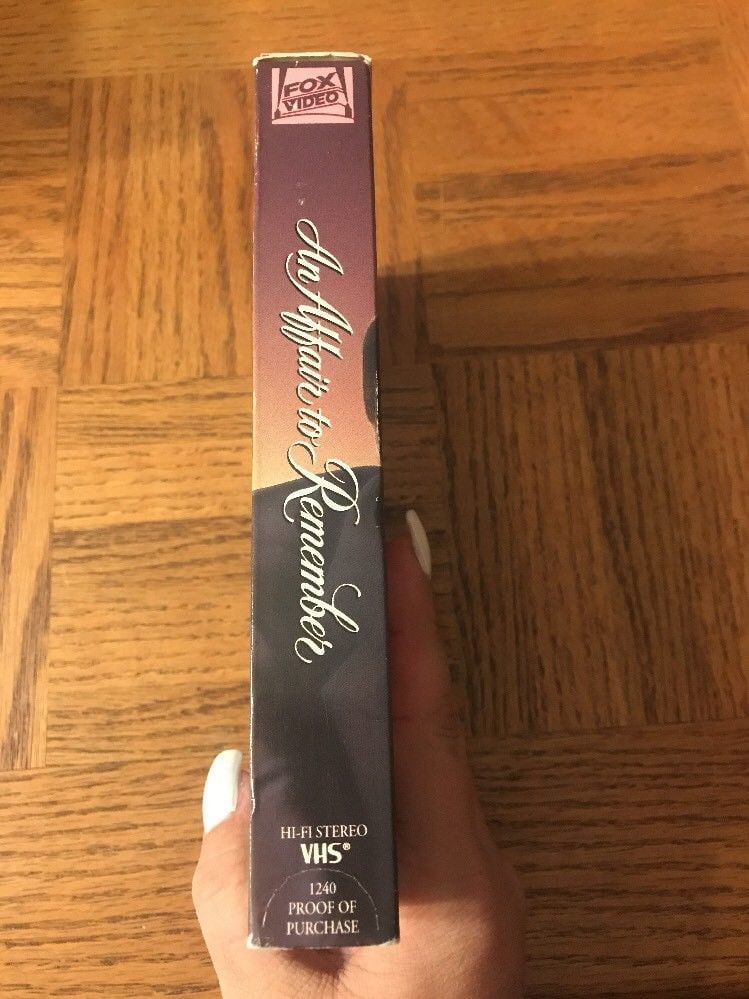 FOX
VIDEO
An Affair to Remember
HI-FI STEREO
VHS®
1240
PROOF OF
PURCHASE